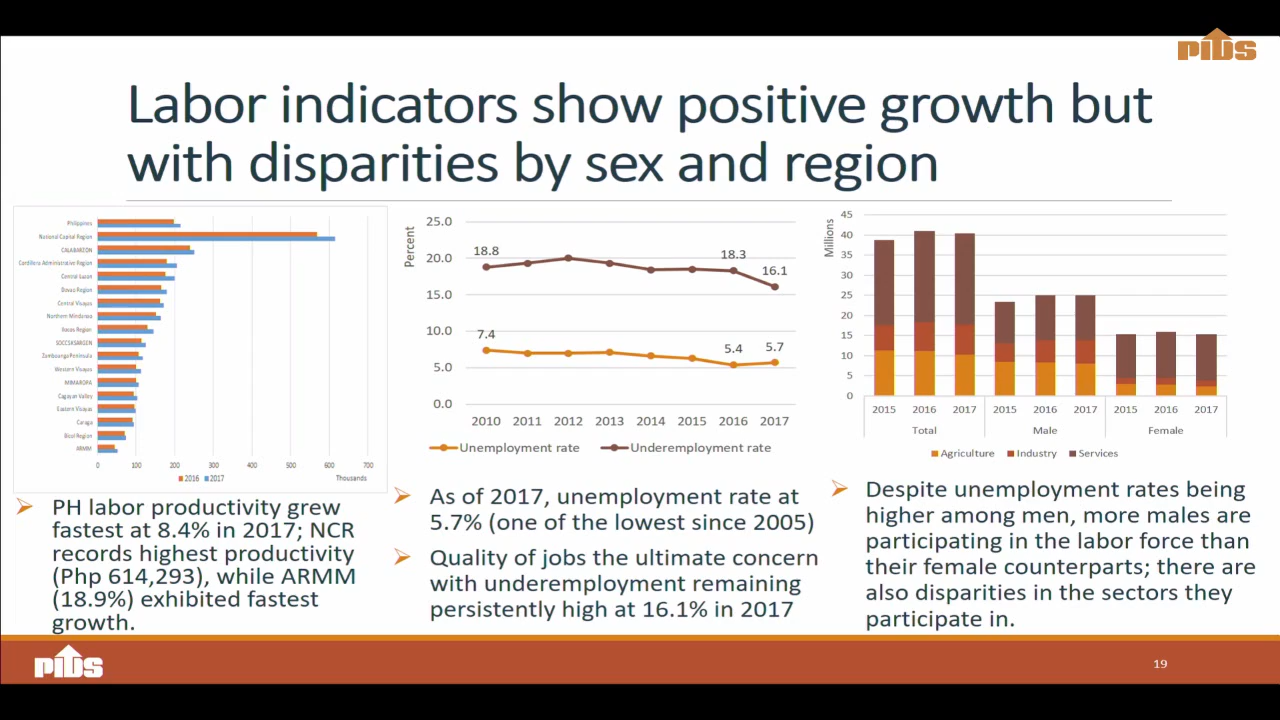 PIDS
Labor indicators show positive growth but
with disparities by sex and region
Philippines
National Capital Region
CALABARZON
Cordillera Administrative Region
Central Luzon
Davao Region
Central Visayas
Northern Mindanao
Ilocos Region
SOCCSKSARGEN
Zamboanga Peninsula
Western Visayas
MIMAROPA
Cagayan Valley
Eastern Visayas
Caraga
Bicol Region
ARMM
0 100 200 300 400 500 600 700
Thousands
2016 2017
PH labor productivity grew
fastest at 8.4% in 2017; NCR
records highest productivity
(Php 614,293), while ARMM
(18.9%) exhibited fastest
growth.
Percent
25.0
20.0
15.0
10.0
5.0
0.0
18.8
18.3
16.1
7.4
5.4
5.7
2010 2011 2012 2013 2014 2015 2016 2017
Unemployment rate Underemployment rate
As of 2017, unemployment rate at
5.7% (one of the lowest since 2005)
Quality of jobs the ultimate concern
with underemployment remaining
persistently high at 16.1% in 2017
Millions
45
40
35
30
25
20
15
10
5
0
2015 2016 2017 2015 2016 2017 2015 2016 2017
Total Male Female
Agriculture Industry Services
Despite unemployment rates being
higher among men, more males are
participating in the labor force than
their female counterparts; there are
also disparities in the sectors they
participate in.
PIDS
19